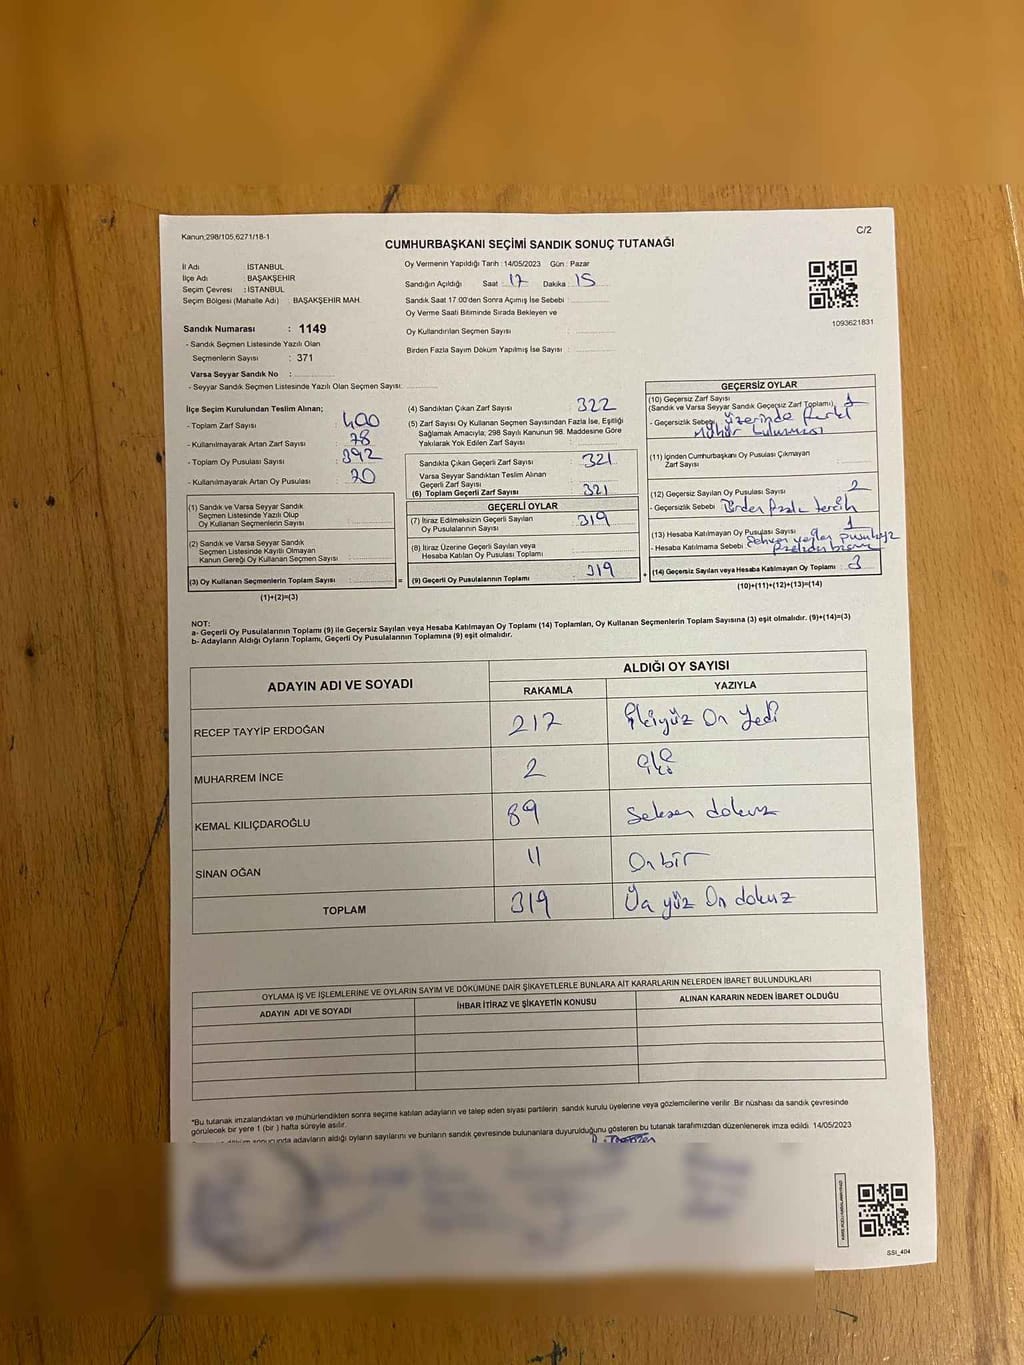 Kanun;298/105,6271/18-1
C/2
CUMHURBAŞKANI SEÇİMİ SANDIK SONUÇ TUTANAĞI
İl Adı : İSTANBUL
İlçe Adı : BAŞAKŞEHİR
Seçim Çevresi : İSTANBUL
Seçim Bölgesi (Mahalle Adı) : BAŞAKŞEHİR MAH.
Sandık Numarası : 1149
- Sandık Seçmen Listesinde Yazılı Olan
Seçmenlerin Sayısı : 371
Varsa Seyyar Sandık No :
- Seyyar Sandık Seçmen Listesinde Yazılı Olan Seçmen Sayısı:
Oy Vermenin Yapıldığı Tarih : 14/05/2023 Gün : Pazar
Sandığın Açıldığı Saat : 17 Dakika : 15
Sandık Saat 17:00'den Sonra Açımış İse Sebebi :
Oy Verme Saati Bitiminde Sırada Bekleyen ve
Oy Kullandırılan Seçmen Sayısı :
Birden Fazla Sayım Döküm Yapılmış İse Sayısı :
1093621831
İlçe Seçim Kurulundan Teslim Alınan;
- Toplam Zarf Sayısı : 400
- Kullanılmayarak Artan Zarf Sayısı : 78
- Toplam Oy Pusulası Sayısı : 392
- Kullanılmayarak Artan Oy Pusulası : 70
(1) Sandık ve Varsa Seyyar Sandık
Seçmen Listesinde Yazılı Olup
Oy Kullanan Seçmenlerin Sayısı :
(2) Sandık ve Varsa Seyyar Sandık
Seçmen Listesinde Kayıtlı Olmayan
Kanun Gereği Oy Kullanan Seçmen Sayısı :
(3) Oy Kullanan Seçmenlerin Toplam Sayısı : =
(1)+(2)=(3)
(4) Sandıktan Çıkan Zarf Sayısı : 322
(5) Zarf Sayısı Oy Kullanan Seçmen Sayısından Fazla İse, Eşitliği
Sağlamak Amacıyla; 298 Sayılı Kanunun 98. Maddesine Göre
Yakılarak Yok Edilen Zarf Sayısı :
Sandıkta Çıkan Geçerli Zarf Sayısı : 321
Varsa Seyyar Sandıktan Teslim Alınan
Geçerli Zarf Sayısı :
(6) Toplam Geçerli Zarf Sayısı : 321
GEÇERLİ OYLAR
(7) İtiraz Edilmeksizin Geçerli Sayılan
Oy Pusulalarının Sayısı : 319
(8) İtiraz Üzerine Geçerli Sayılan veya
Hesaba Katılan Oy Pusulası Toplamı :
(9) Geçerli Oy Pusulalarının Toplamı : 319 +
GEÇERSİZ OYLAR
(10) Geçersiz Zarf Sayısı
(Sandık ve Varsa Seyyar Sandık Geçersiz Zarf Toplamı) : 1
- Geçersizlik Sebebi Üzerinde farklı
Mühür bulunması
(11) İçinden Cumhurbaşkanı Oy Pusulası Çıkmayan
Zarf Sayısı :
(12) Geçersiz Sayılan Oy Pusulası Sayısı : 2
- Geçersizlik Sebebi : Birden fazla tercih
(13) Hesaba Katılmayan Oy Pusulası Sayısı : 1
- Hesaba Katılmama Sebebi :
(14) Geçersiz Sayılan veya Hesaba Katılmayan Oy Toplamı : 3
(10)+(11)+(12)+(13)=(14)
NOT:
a- Geçerli Oy Pusulalarının Toplamı (9) ile Geçersiz Sayılan veya Hesaba Katılmayan Oy Toplamı (14) Toplamları, Oy Kullanan Seçmenlerin Toplam Sayısına (3) eşit olmalıdır. (9)+(14)=(3)
b- Adayların Aldığı Oyların Toplamı, Geçerli Oy Pusulalarının Toplamına (9) eşit olmalıdır.
ADAYIN ADI VE SOYADI
ALDIĞI OY SAYISI
RAKAMLA YAZIYLA
RECEP TAYYİP ERDOĞAN 217 İkiyüz On Yedi
MUHARREM İNCE 2 iki
KEMAL KILIÇDAROĞLU 89 Seksen dokuz
SİNAN OĞAN 11 On bir
TOPLAM 319 Üç yüz On dokuz
OYLAMA İŞ VE İŞLEMLERİNE VE OYLARIN SAYIM VE DÖKÜMÜNE DAİR ŞİKAYETLERLE BUNLARA AİT KARARLARIN NELERDEN İBARET BULUNDUKLARI
ADAYIN ADI VE SOYADI İHBAR İTİRAZ VE ŞİKAYETİN KONUSU ALINAN KARARIN NEDEN İBARET OLDUĞU
*Bu tutanak imzalandıktan ve mühürlendikten sonra seçime katılan adayların ve talep eden siyasi partilerin sandık kurulu üyelerine veya gözlemcilerine verilir. Bir nüshası da sandık çevresinde
görülecek bir yere 1 (bir ) hafta süreyle asılır.
adayların aldığı oyların sayılarını ve bunların sandık çevresinde bulunanlara duyurulduğunu gösteren bu tutanak tarafımızdan düzenlenerek imza edildi. 14/05/2023
SSI_404